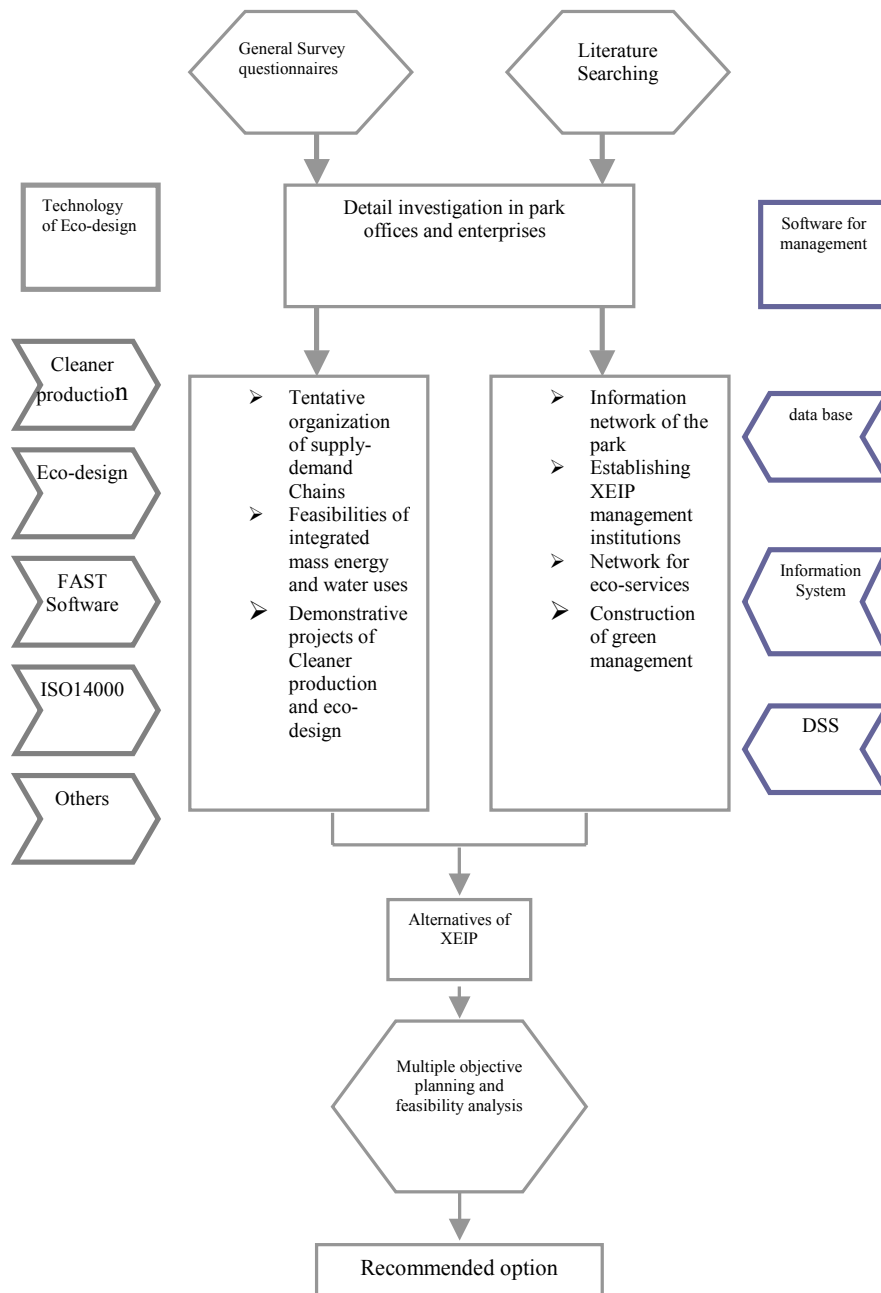 General Survey
questionnaires
Literature
Searching
Technology
of Eco-design
Detail investigation in park
offices and enterprises
Software for
management
Cleaner
production
Eco-design
FAST
Software
ISO14000
Others
➢ Tentative
organization
of supply-
demand
Chains
➢ Feasibilities of
integrated
mass energy
and water uses
➢ Demonstrative
projects of
Cleaner
production
and eco-
design
➢ Information
network of the
park
➢ Establishing
XEIP
management
institutions
➢ Network for
eco-services
➢ Construction
of green
management
data base
Information
System
DSS
Alternatives of
XEIP
Multiple objective
planning and
feasibility analysis
Recommended option